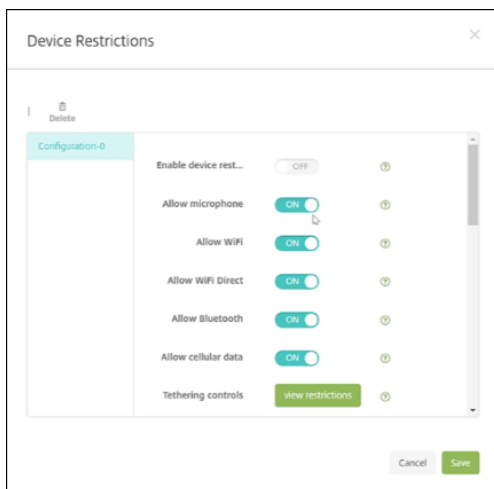 Device Restrictions
Delete
Configuration-0
Enable device rest... OFF
Allow microphone ON
Allow WiFi ON
Allow WiFi Direct ON
Allow Bluetooth ON
Allow cellular data ON
Tethering controls view restrictions
Cancel Save